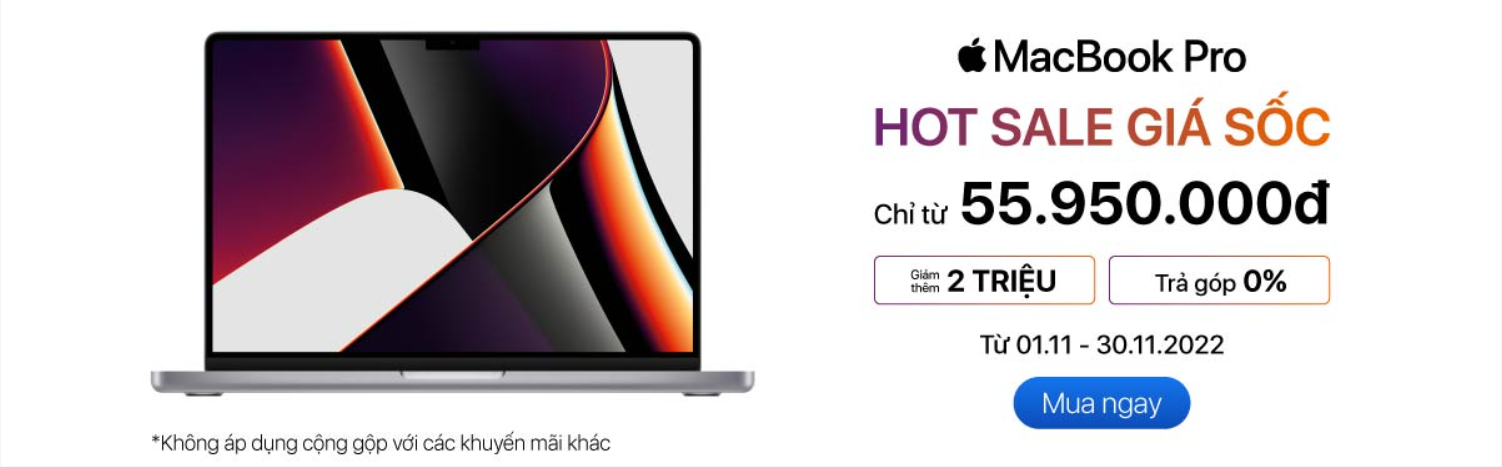 MacBook Pro
HOT SALE GIÁ SỐC
Chỉ từ 55.950.000đ
Giảm thêm 2 TRIỆU
Trả góp 0%
Từ 01.11 - 30.11.2022
Mua ngay
*Không áp dụng cộng gộp với các khuyến mãi khác